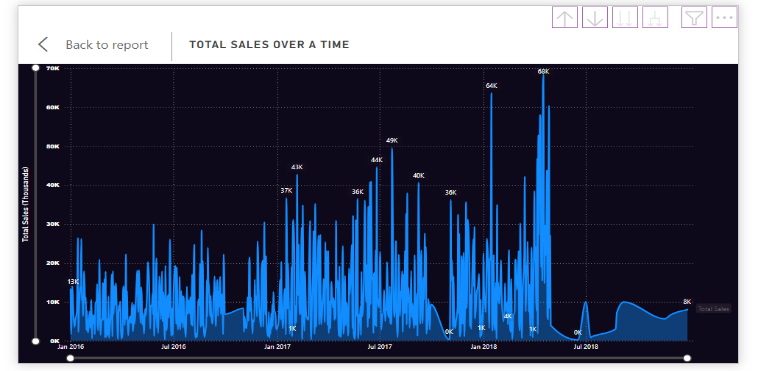 Back to report
TOTAL SALES OVER A TIME
Total Sales (Thousands)
70K
60K
50K
40K
30K
20K
10K
0K
13K
37K
1K
43K
36K
44K
49K
40K
0K
36K
1K
64K
4K
1K
68K
0K
8K
Total Sales
Jan 2016
Jul 2016
Jan 2017
Jul 2017
Jan 2018
Jul 2018